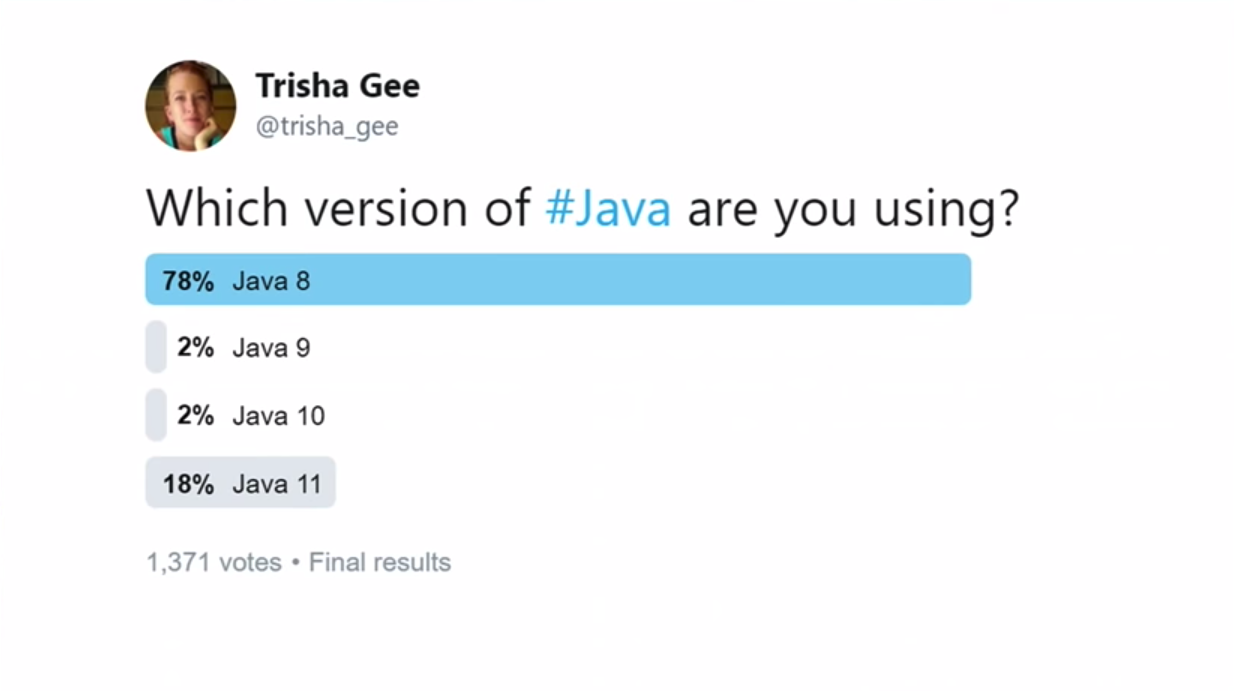 Trisha Gee
@trisha_gee
Which version of #Java are you using?
78% Java 8
2% Java 9
2% Java 10
18% Java 11
1,371 votes • Final results